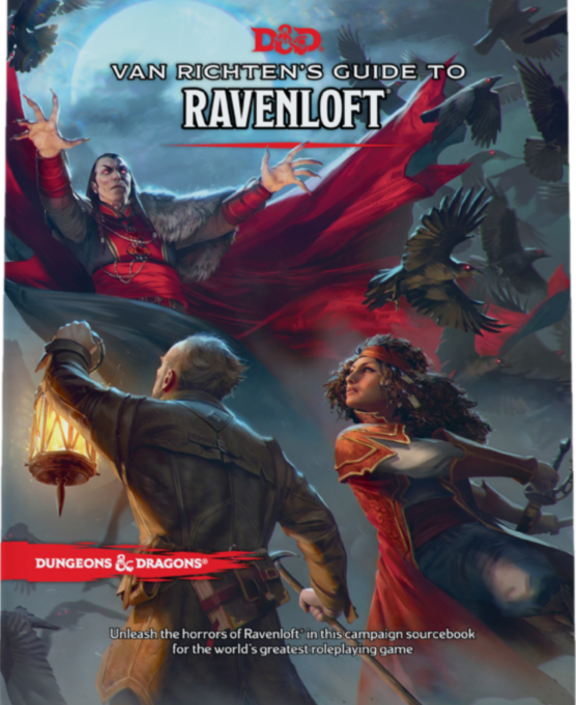 D&D
VAN RICHTEN'S GUIDE TO
RAVENLOFT®
DUNGEONS & DRAGONS®
Unleash the horrors of Ravenloft® in this campaign sourcebook
for the world's greatest roleplaying game